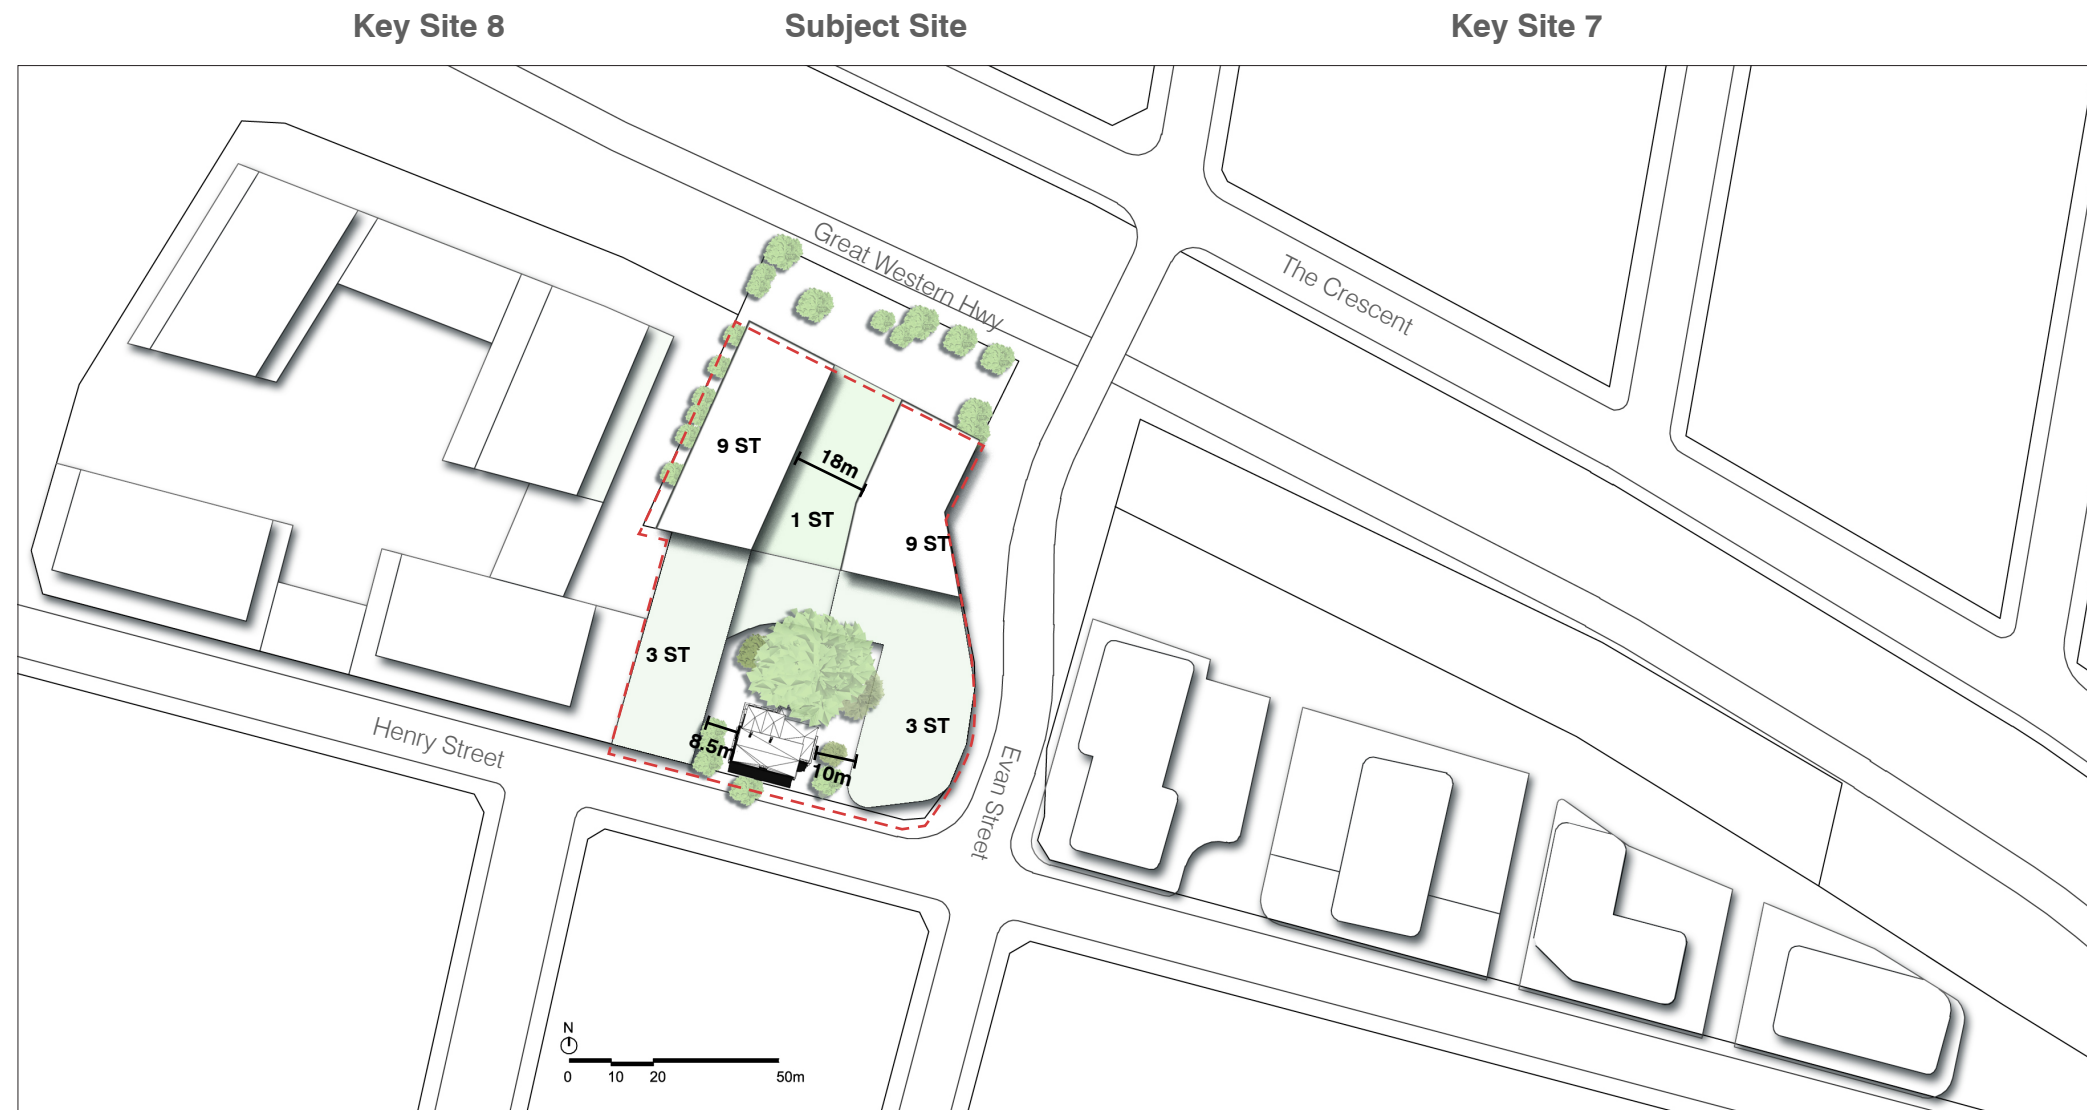 Key Site 8
Subject Site
Key Site 7
Great Western Hwy
The Crescent
9 ST
18m
1 ST
9 ST
3 ST
3 ST
8.5m
10m
Henry Street
Evan Street
N
0 10 20 50m